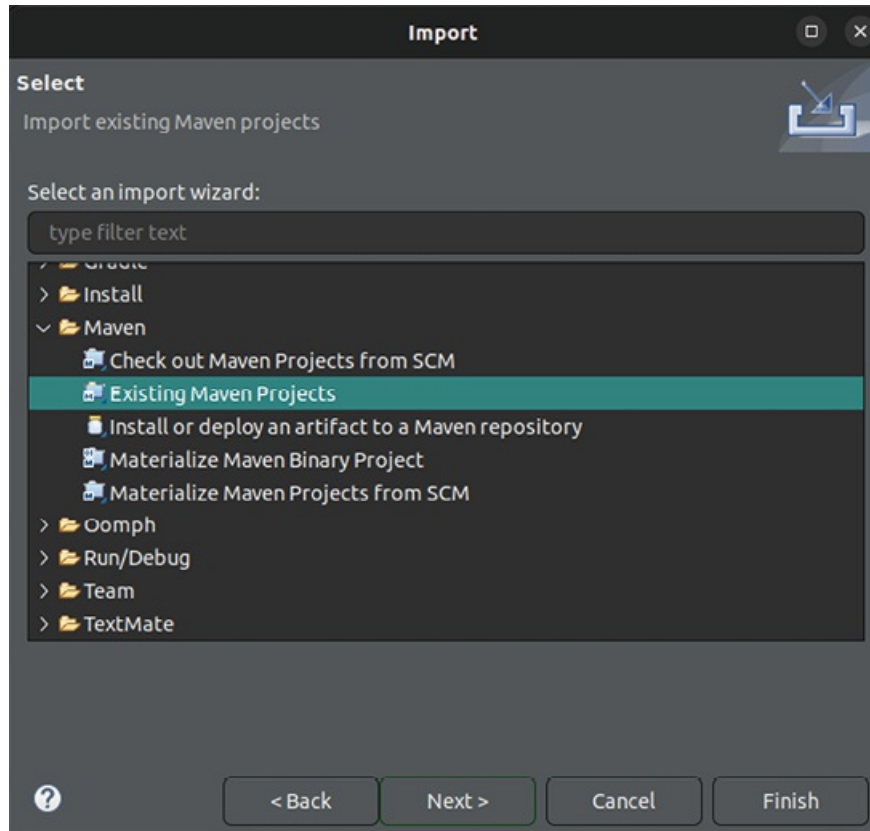 Import
Select
Import existing Maven projects
Select an import wizard:
type filter text
Gradle
Install
Maven
Check out Maven Projects from SCM
Existing Maven Projects
Install or deploy an artifact to a Maven repository
Materialize Maven Binary Project
Materialize Maven Projects from SCM
Oomph
Run/Debug
Team
TextMate
? < Back Next > Cancel Finish